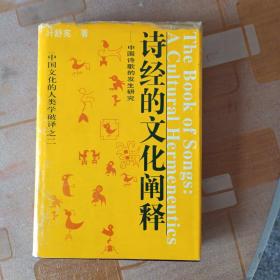 叶舒宪 著
The Book of Songs:
A Cultural Hermeneutics
诗经的文化阐释
——中国诗歌的发生研究
中国文化的人类学破译之二